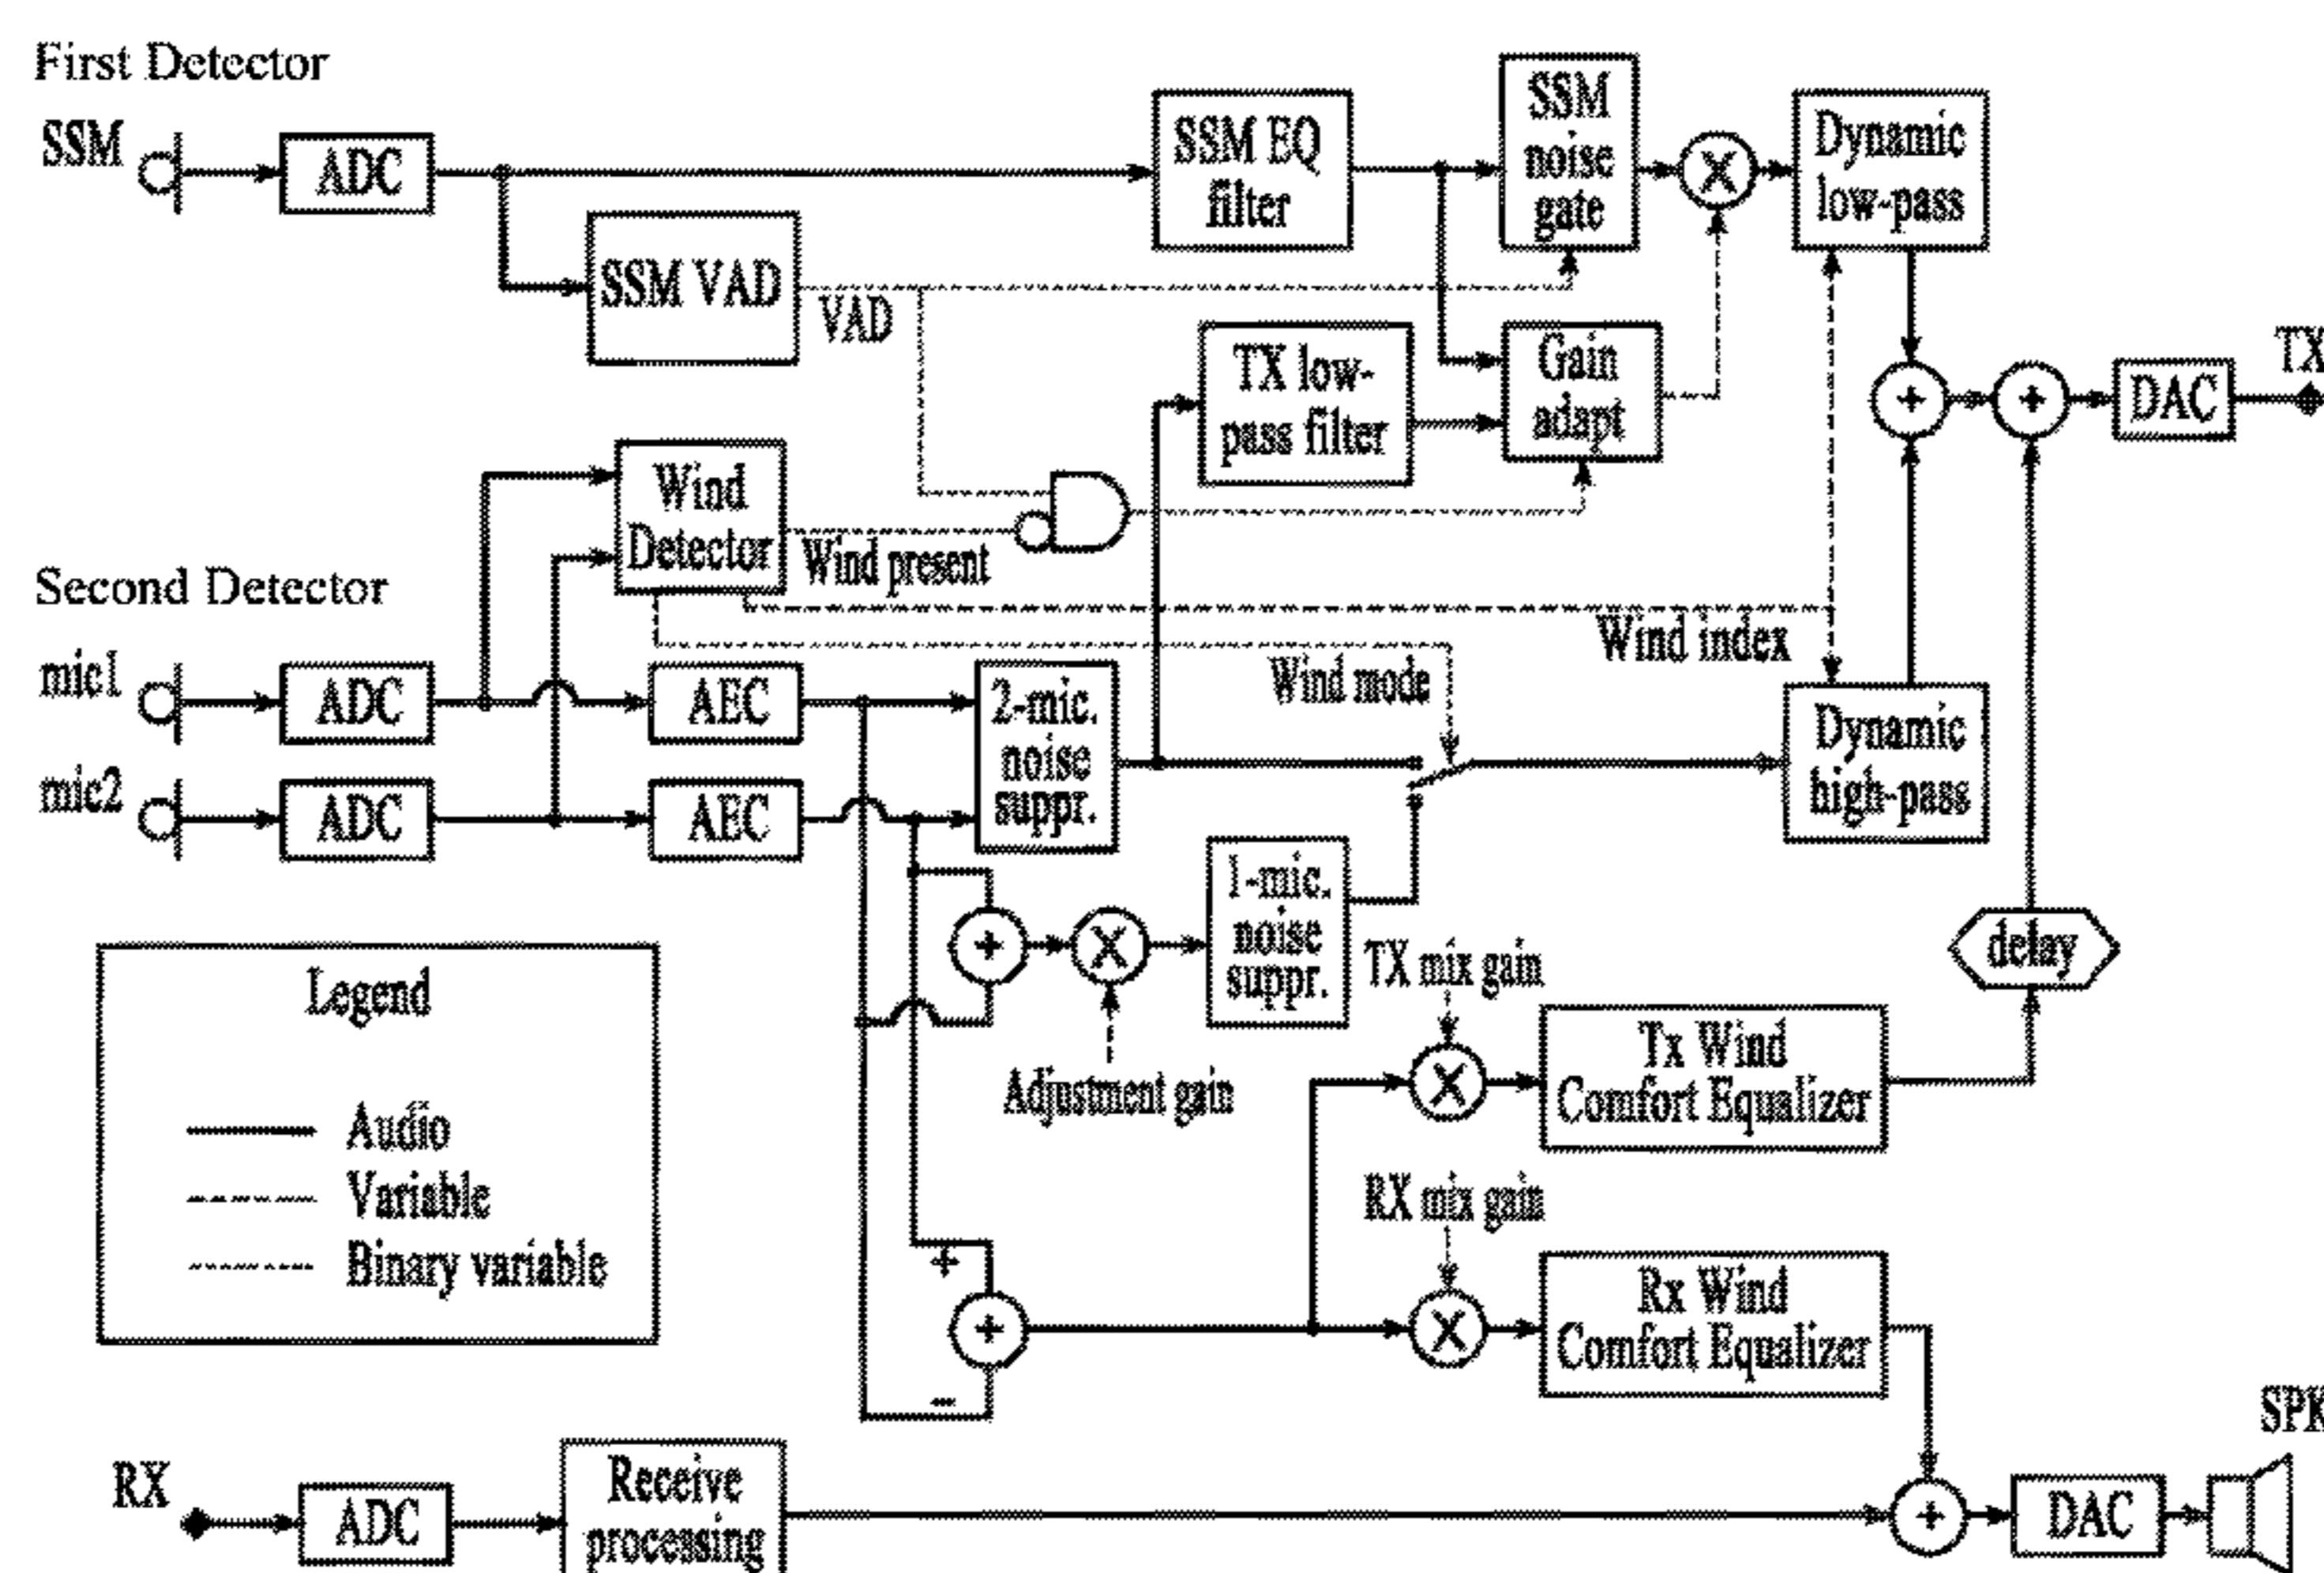 First Detector
SSM
ADC
SSM EQ
filter
SSM
noise
gate
X
Dynamic
low-pass
SSM VAD
VAD
TX low-
pass filter
Gain
adapt
+
+
DAC
TX
Wind
Detector
Wind present
Second Detector
Wind index
Wind mode
mic1
ADC
AEC
2-mic.
noise
suppr.
Dynamic
high-pass
mic2
ADC
AEC
1-mic.
noise
suppr.
+
X
delay
TX mix gain
Adjustment gain
X
Tx Wind
Comfort Equalizer
Legend
Audio
Variable
Binary variable
RX mix gain
+
+
-
X
Rx Wind
Comfort Equalizer
SPK
RX
ADC
Receive
processing
+
DAC